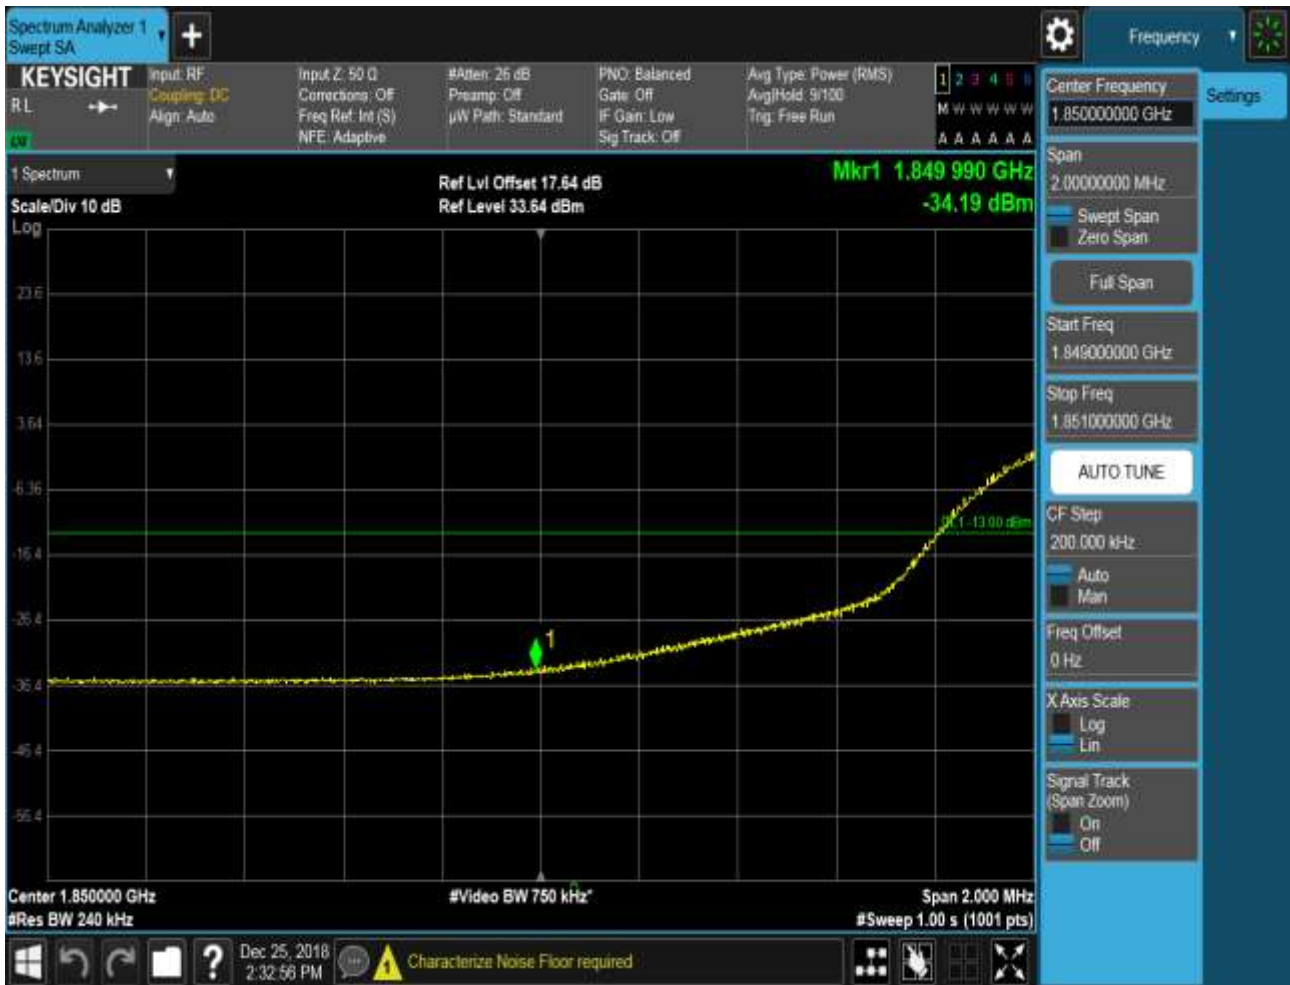 Spectrum Analyzer 1
Swept SA
Frequency
KEYSIGHT
RL
Input: RF
Coupling: DC
Align: Auto
Input Z: 50 Ω
Corrections: Off
Freq Ref: Int (S)
NFE: Adaptive
#Atten: 26 dB
Preamp: Off
µW Path: Standard
PNO: Balanced
Gate: Off
IF Gain: Low
Sig Track: Off
Avg Type: Power (RMS)
Avg|Hold: 9/100
Trig: Free Run
1 2 3 4 5 6
M W W W W W
A A A A A A
Center Frequency
1.850000000 GHz
Settings
Span
2.00000000 MHz
Swept Span
Zero Span
Full Span
Start Freq
1.849000000 GHz
Stop Freq
1.851000000 GHz
AUTO TUNE
CF Step
200.000 kHz
Auto
Man
Freq Offset
0 Hz
X Axis Scale
Log
Lin
Signal Track
(Span Zoom)
On
Off
1 Spectrum
Scale/Div 10 dB
Ref Lvl Offset 17.64 dB
Ref Level 33.64 dBm
Mkr1 1.849 990 GHz
-34.19 dBm
Log
23.6
13.6
3.64
-6.36
DL1 -13.00 dBm
-16.4
-26.4
1
-36.4
-46.4
-56.4
Center 1.850000 GHz
#Video BW 750 kHz*
Span 2.000 MHz
#Res BW 240 kHz
#Sweep 1.00 s (1001 pts)
Dec 25, 2018
2:32:56 PM
Characterize Noise Floor required